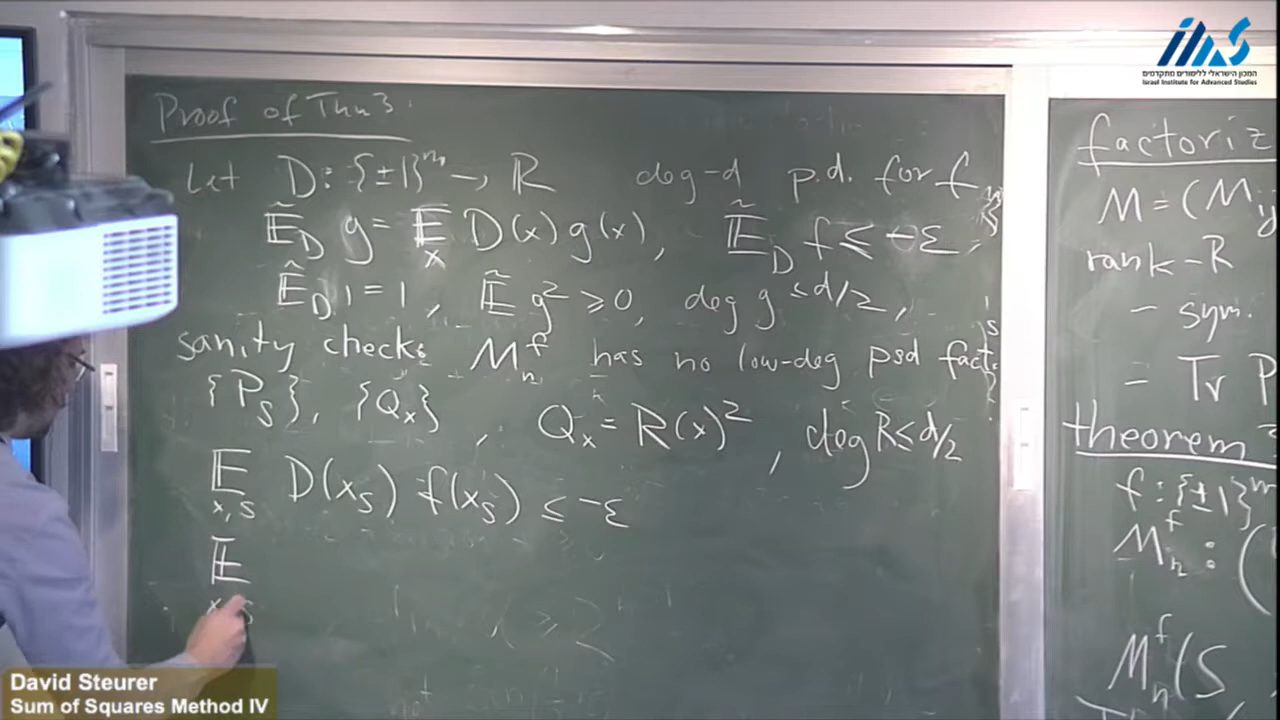 Proof of Thm 3.
Let D: {±1}^m → ℝ deg-d p.d. for f
Ẽ_D g = 𝔼_x D(x) g(x), Ẽ_D f ≤ -ε,
Ẽ_D 1 = 1, Ẽ g² ≥ 0, deg g ≤ d/2,
sanity check: M_n^f has no low-deg psd fact.
{P_S}, {Q_x}, Q_x = R(x)², deg R ≤ d/2
𝔼_{x,S} D(x_S) f(x_S) ≤ -ε
𝔼_{x,S}
factoriz
M = (M_ij
rank-R
- sym.
- Tr P
theorem 3
f: {±1}^m
M_n^f : (
M_n^f (S
המכון הישראלי ללימודים מתקדמים
Israel Institute for Advanced Studies
David Steurer
Sum of Squares Method IV